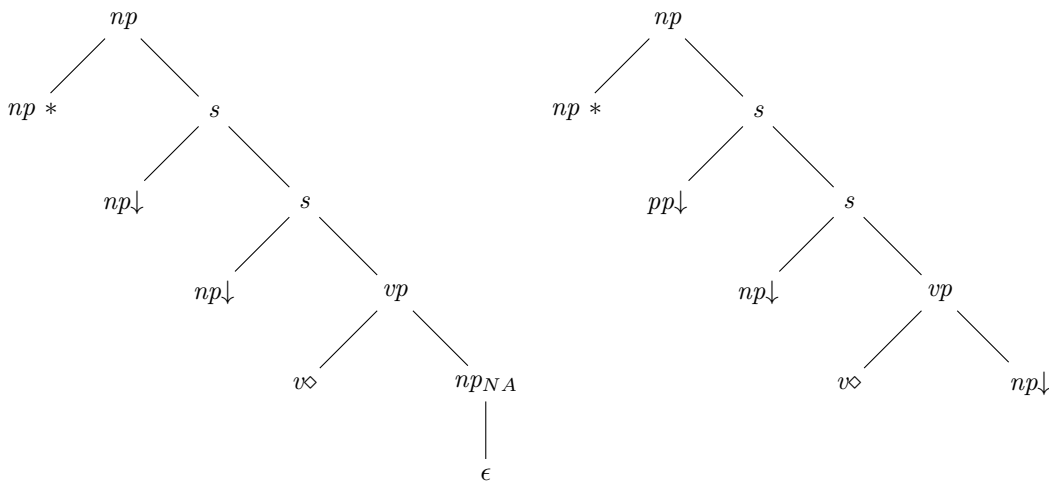 np np
np * s np * s
np↓ s pp↓ s
np↓ vp np↓ vp
v◇ np_NA v◇ np↓
ϵ